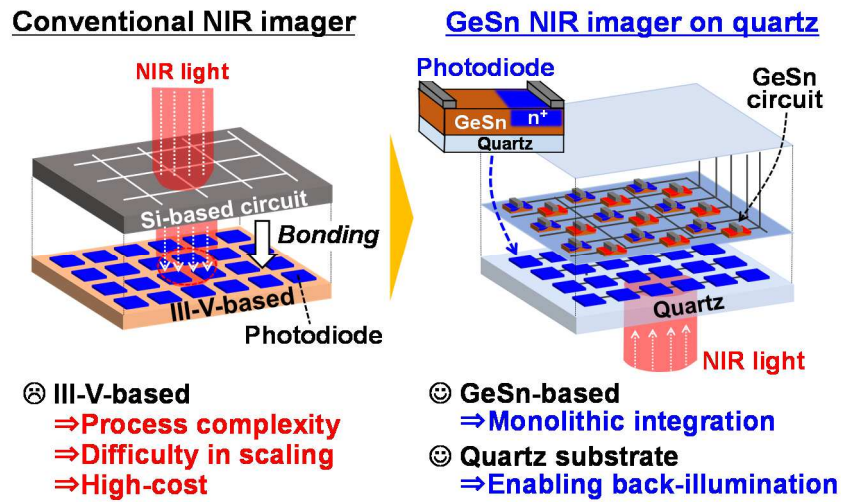 Conventional NIR imager
NIR light
Si-based circuit
Bonding
III-V-based
Photodiode
☹ III-V-based
⇒Process complexity
⇒Difficulty in scaling
⇒High-cost
GeSn NIR imager on quartz
Photodiode
GeSn
n⁺
Quartz
GeSn
circuit
Quartz
NIR light
☺ GeSn-based
⇒Monolithic integration
☺ Quartz substrate
⇒Enabling back-illumination